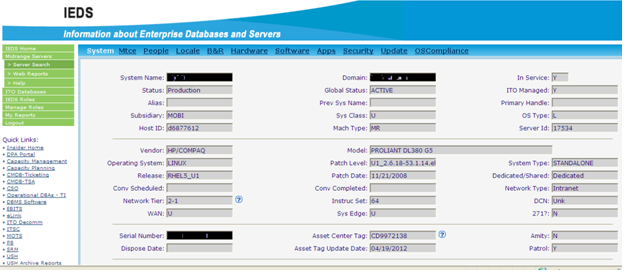 IEDS
Information about Enterprise Databases and Servers
IEDS Home
Midrange Servers
> Server Search
> Web Reports
> Help
ITO Databases
IEDS Roles
Manage Roles
My Reports
Logout
Quick Links:
Insider Home
DPA Portal
Capacity Management
Capacity Planning
CMDB-Ticketing
CMDB-TSA
CSO
Operational DBAs - TI
DBMS Software
EBITS
eLink
ITO Decomm
ITSC
MOTS
PB
SRM
USH
USH Archive Reports
System Mtce People Locale B&R Hardware Software Apps Security Update OSCompliance
System Name: Domain: In Service: Y
Status: Production Global Status: ACTIVE ITO Managed: Y
Alias: Prev Sys Name: Primary Handle:
Subsidiary: MOBI Sys Class: U OS Type: L
Host ID: d6877612 Mach Type: MR Server Id: 17534
Vendor: HP/COMPAQ Model: PROLIANT DL380 G5
Operating System: LINUX Patch Level: U1_2.6.18-53.1.14.el System Type: STANDALONE
Release: RHEL5_U1 Patch Date: 11/21/2008 Dedicated/Shared: Dedicated
Conv Scheduled: Conv Completed: Network Type: Intranet
Network Tier: 2-1 ? Instruc Set: 64 DCN: Unk
WAN: U Sys Edge: U 271?: N
Serial Number: Asset Center Tag: CD9972138 ? Amity: N
Dispose Date: Asset Tag Update Date: 04/19/2012 Patrol: Y